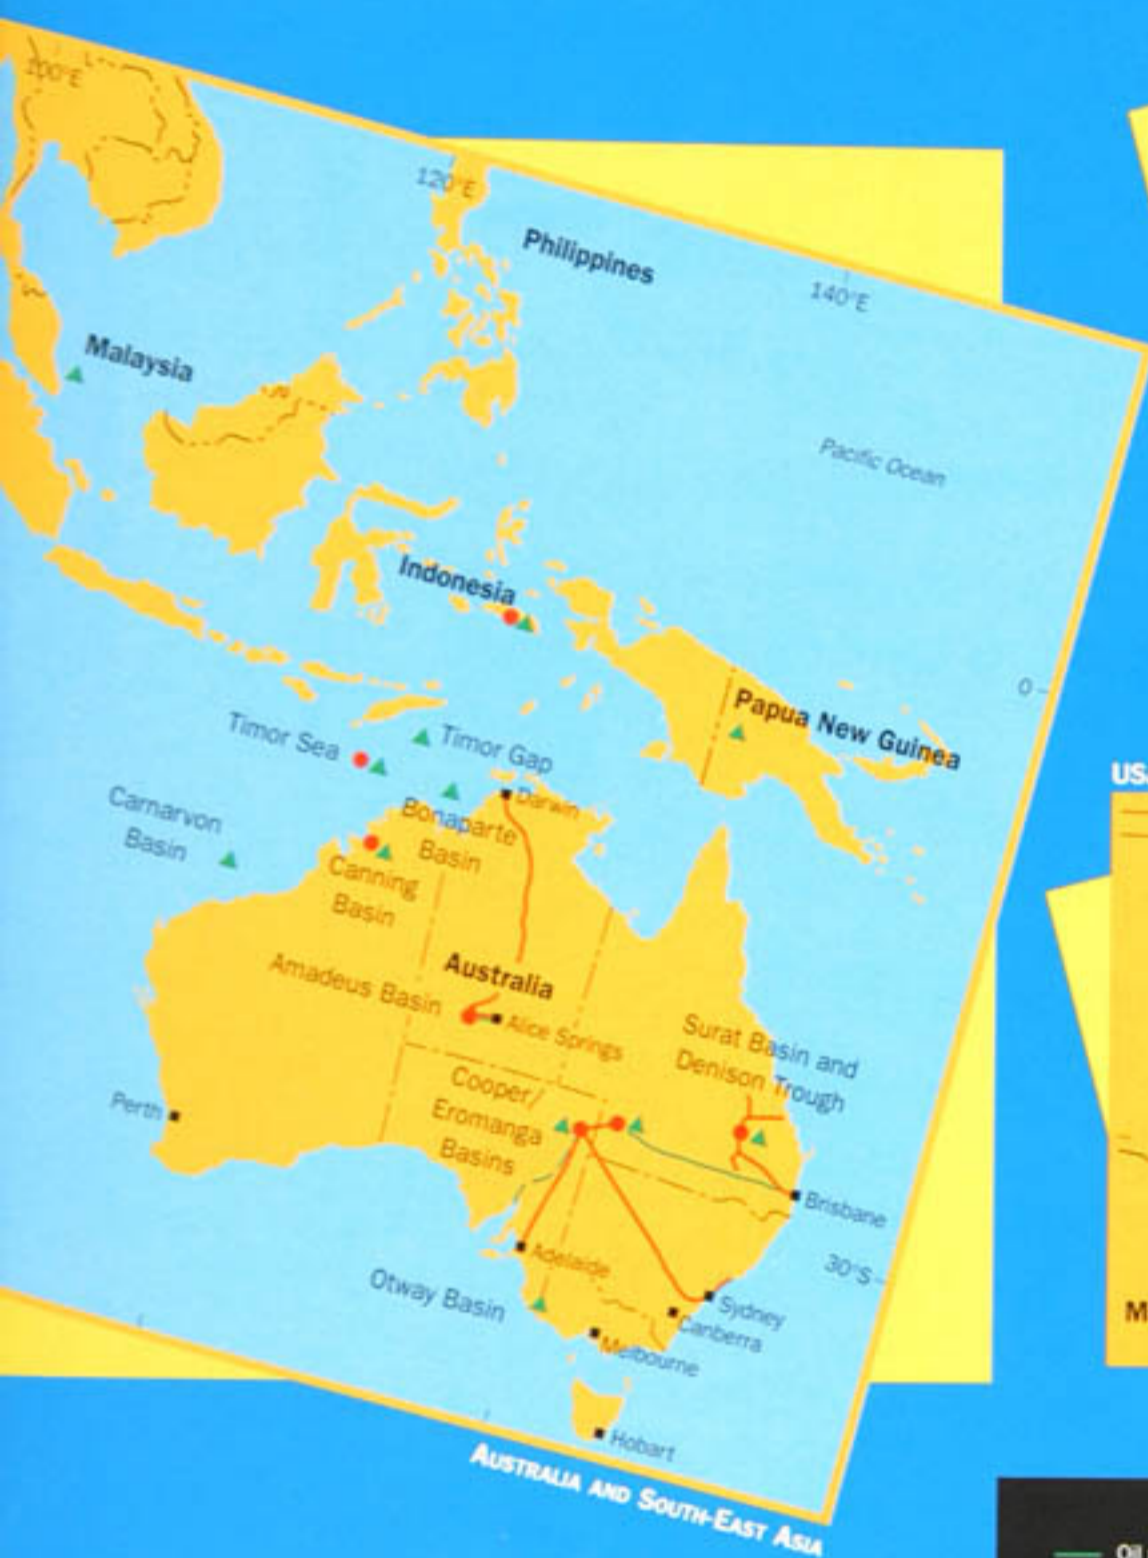 100°E
120°E
Philippines
140°E
Malaysia
Pacific Ocean
Indonesia
0
Papua New Guinea
Timor Sea
Timor Gap
Darwin
Carnarvon
Basin
Bonaparte
Basin
Canning
Basin
Australia
Amadeus Basin
Alice Springs
Surat Basin and
Denison Trough
Cooper/
Eromanga
Basins
Perth
Brisbane
30°S
Adelaide
Otway Basin
Sydney
Canberra
Melbourne
Hobart
AUSTRALIA AND SOUTH-EAST ASIA
Oil